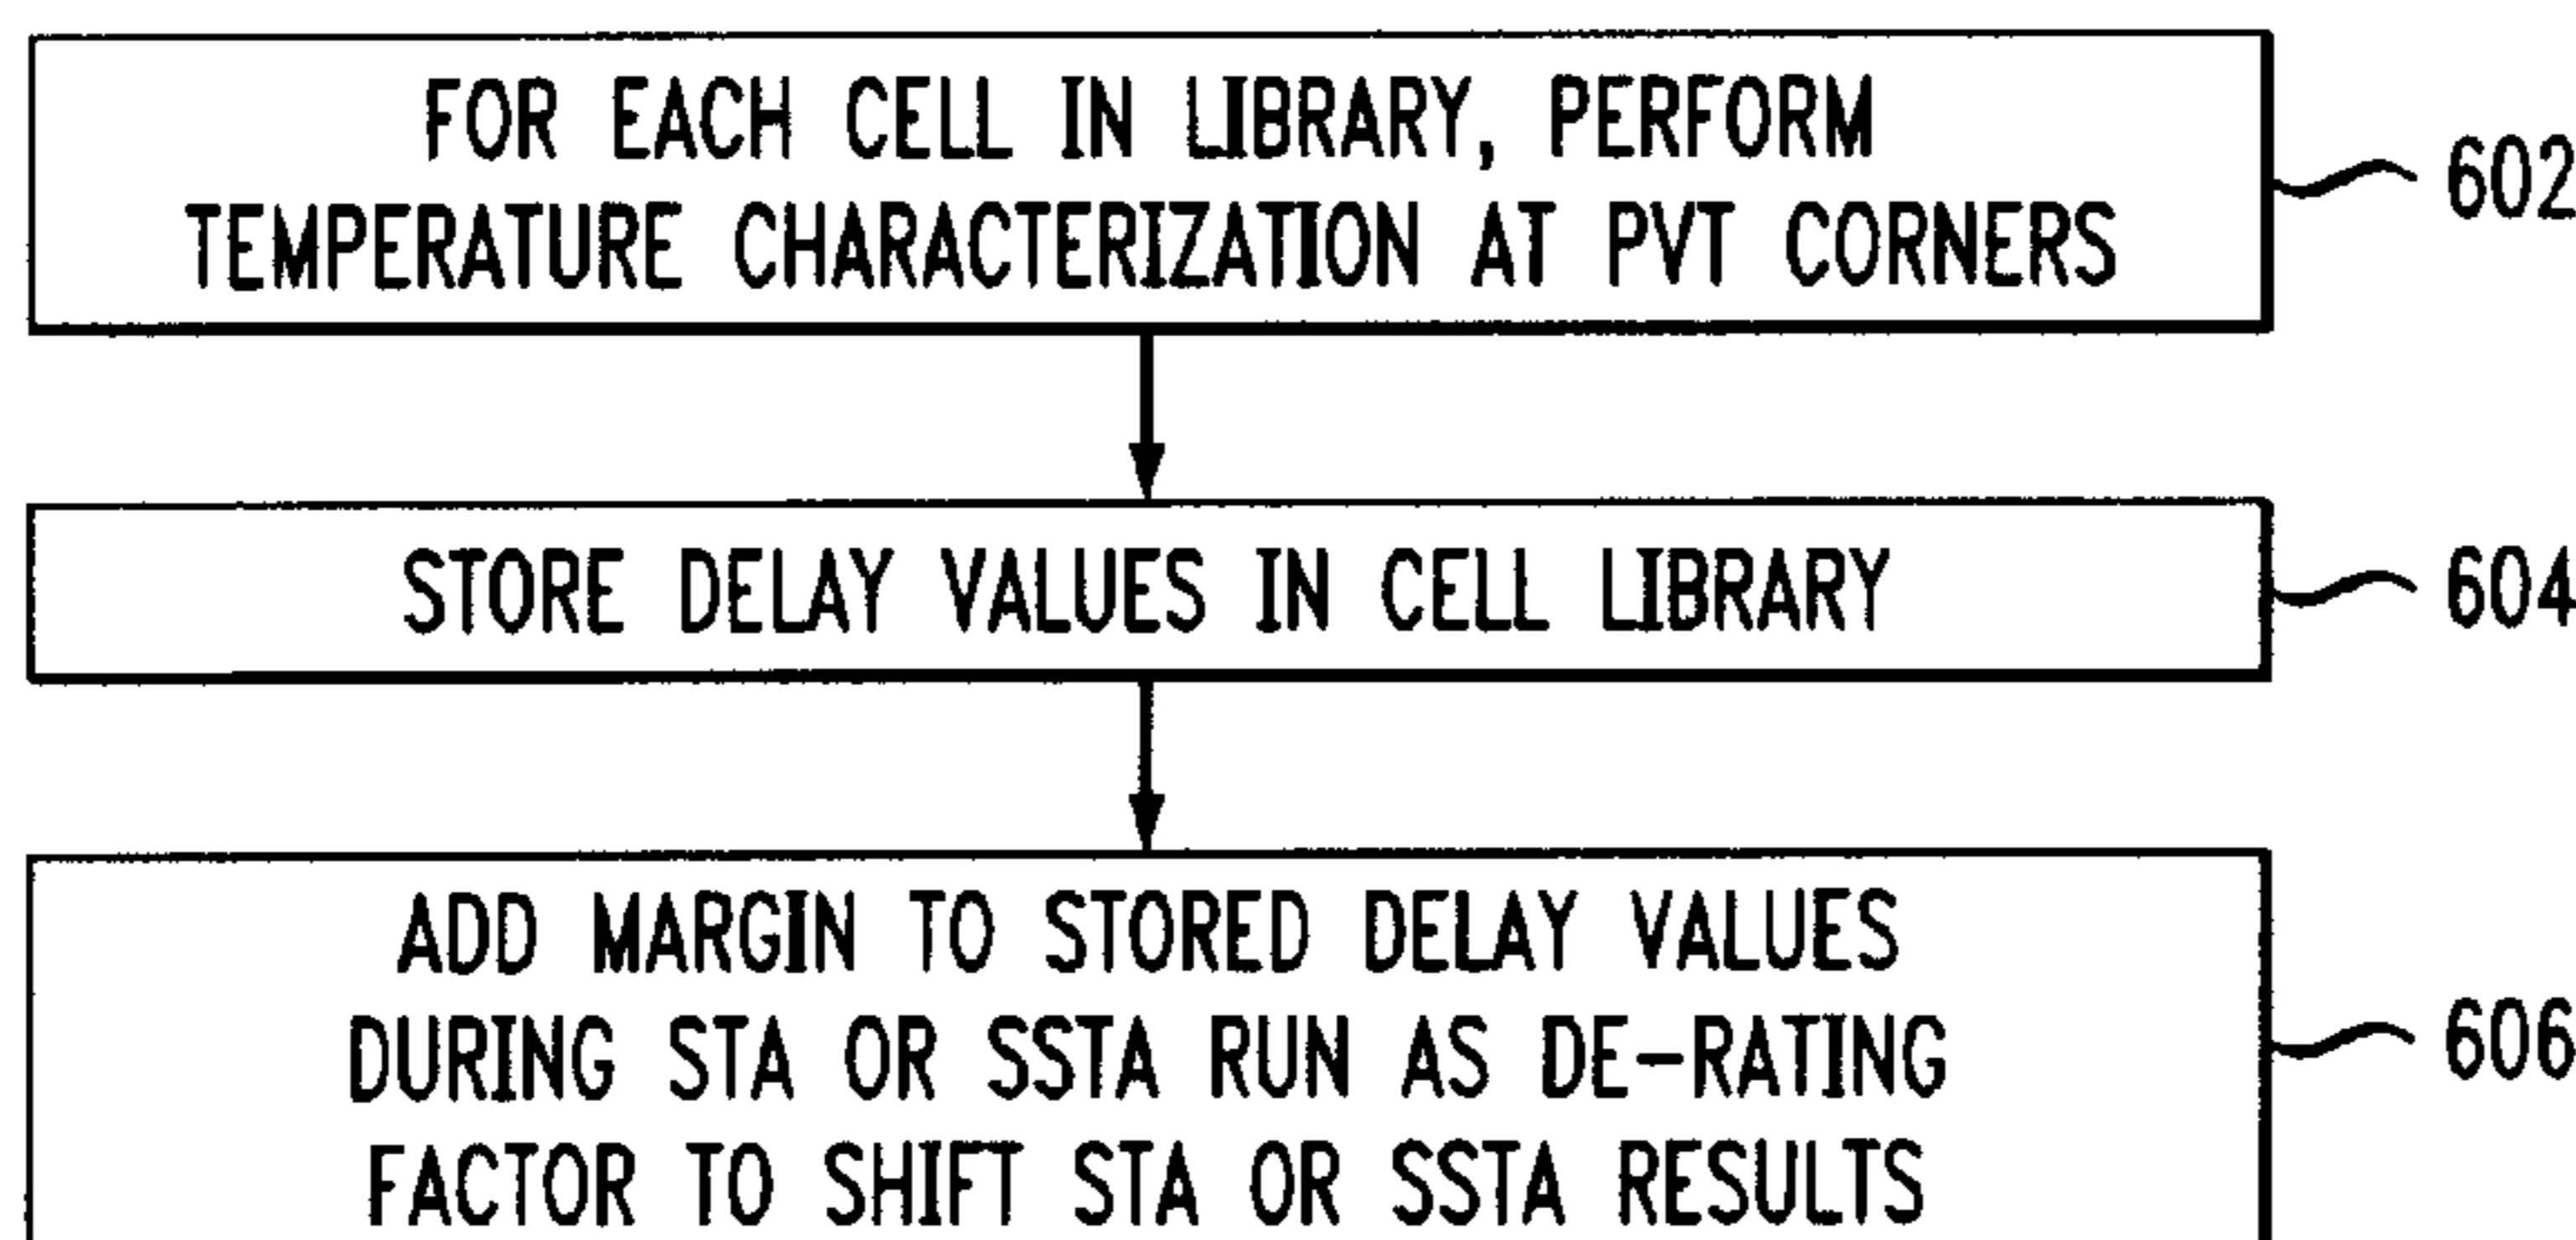 FOR EACH CELL IN LIBRARY, PERFORM
TEMPERATURE CHARACTERIZATION AT PVT CORNERS
602
STORE DELAY VALUES IN CELL LIBRARY
604
ADD MARGIN TO STORED DELAY VALUES
DURING STA OR SSTA RUN AS DE-RATING
FACTOR TO SHIFT STA OR SSTA RESULTS
606